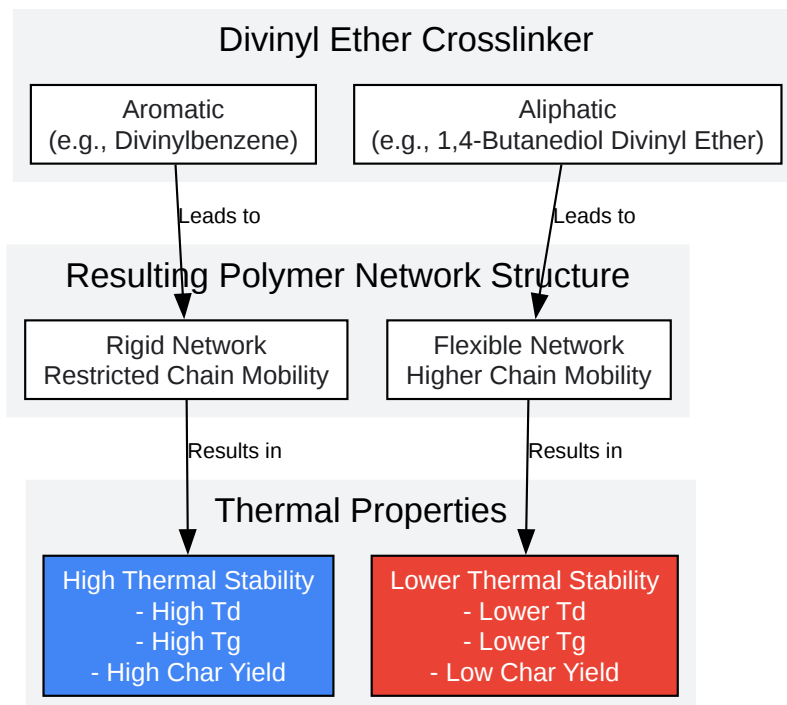 Divinyl Ether Crosslinker
Aromatic
(e.g., Divinylbenzene)
Aliphatic
(e.g., 1,4-Butanediol Divinyl Ether)
Leads to
Leads to
Resulting Polymer Network Structure
Rigid Network
Restricted Chain Mobility
Flexible Network
Higher Chain Mobility
Results in
Results in
Thermal Properties
High Thermal Stability
- High Td
- High Tg
- High Char Yield
Lower Thermal Stability
- Lower Td
- Lower Tg
- Low Char Yield